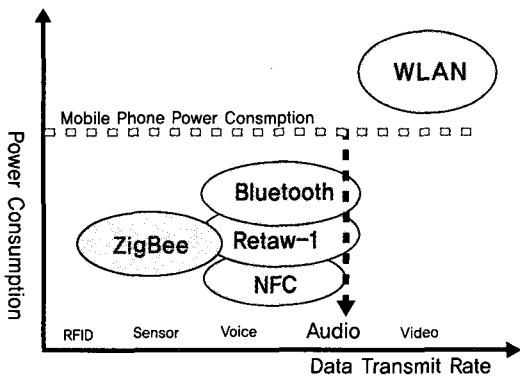 WLAN
Mobile Phone Power Consmption
Bluetooth
ZigBee
Retaw-1
NFC
Power Consumption
RFID Sensor Voice Audio Video
Data Transmit Rate